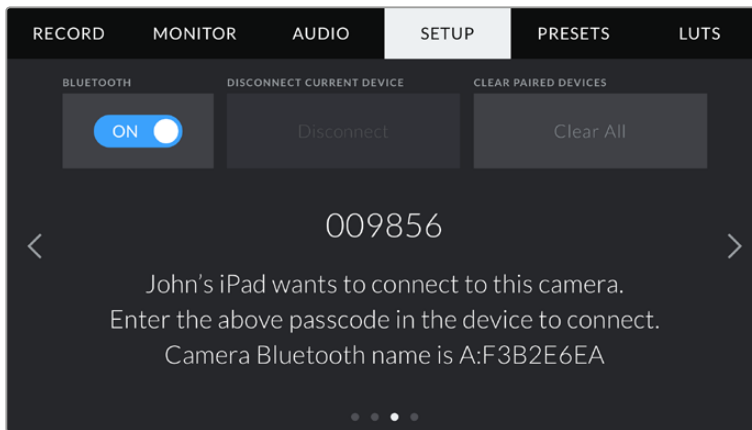 RECORD MONITOR AUDIO SETUP PRESETS LUTS
BLUETOOTH DISCONNECT CURRENT DEVICE CLEAR PAIRED DEVICES
ON Disconnect Clear All
009856
John’s iPad wants to connect to this camera.
Enter the above passcode in the device to connect.
Camera Bluetooth name is A:F3B2E6EA